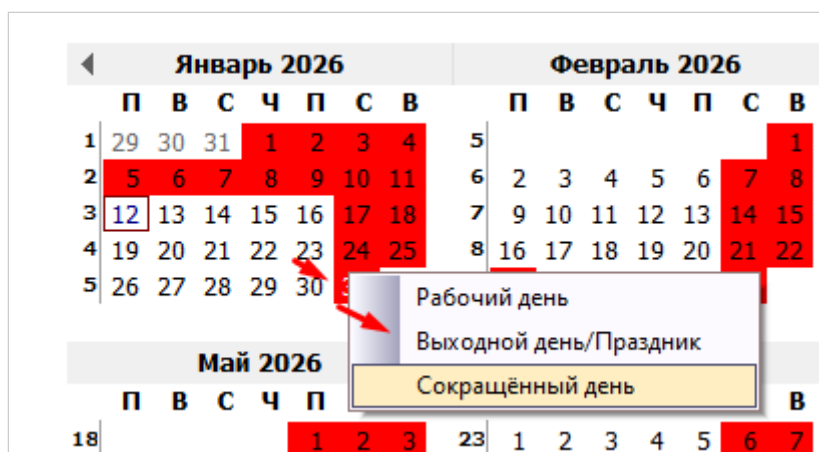 Январь 2026 Февраль 2026
П В С Ч П С В П В С Ч П С В
1 29 30 31 1 2 3 4 5 1
2 5 6 7 8 9 10 11 6 2 3 4 5 6 7 8
3 12 13 14 15 16 17 18 7 9 10 11 12 13 14 15
4 19 20 21 22 23 24 25 8 16 17 18 19 20 21 22
5 26 27 28 29 30
Рабочий день
Выходной день/Праздник
Сокращённый день
Май 2026
П В С Ч П В
18 1 2 3 23 1 2 3 4 5 6 7